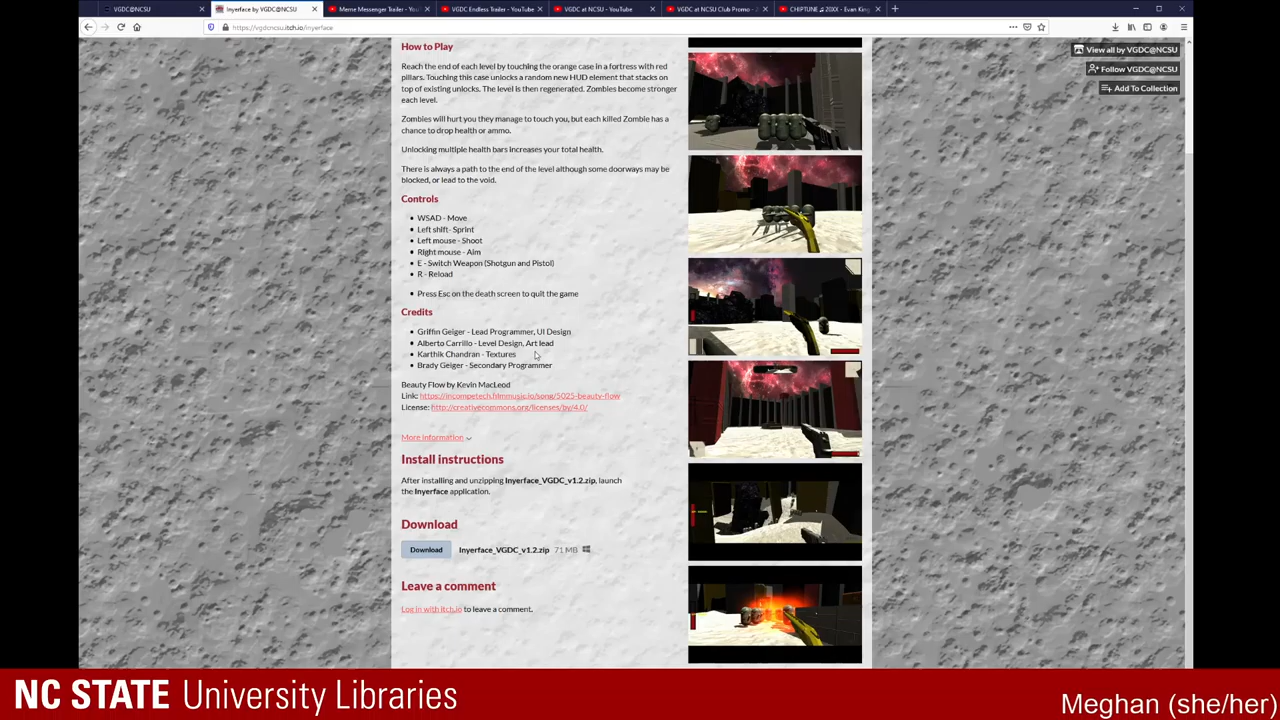 VGDC@NCSU
Inyerface by VGDC@NCSU
Meme Messenger Trailer - YouTu
VGDC Endless Trailer - YouTube
VGDC at NCSU - YouTube
VGDC at NCSU Club Promo -
CHIPTUNE ♫ 20XX - Evan King
https://vgdcncsu.itch.io/inyerface
View all by VGDC@NCSU
Follow VGDC@NCSU
Add To Collection
How to Play
Reach the end of each level by touching the orange case in a fortress with red
pillars. Touching this case unlocks a random new HUD element that stacks on
top of existing unlocks. The level is then regenerated. Zombies become stronger
each level.
Zombies will hurt you they manage to touch you, but each killed Zombie has a
chance to drop health or ammo.
Unlocking multiple health bars increases your total health.
There is always a path to the end of the level although some doorways may be
blocked, or lead to the void.
Controls
• WSAD - Move
• Left shift- Sprint
• Left mouse - Shoot
• Right mouse - Aim
• E - Switch Weapon (Shotgun and Pistol)
• R - Reload
• Press Esc on the death screen to quit the game
Credits
• Griffin Geiger - Lead Programmer, UI Design
• Alberto Carrillo - Level Design, Art lead
• Karthik Chandran - Textures
• Brady Geiger - Secondary Programmer
Beauty Flow by Kevin MacLeod
Link: https://incompetech.filmmusic.io/song/5025-beauty-flow
License: http://creativecommons.org/licenses/by/4.0/
More information
Install instructions
After installing and unzipping Inyerface_VGDC_v1.2.zip, launch
the Inyerface application.
Download
Download Inyerface_VGDC_v1.2.zip 71 MB
Leave a comment
Log in with itch.io to leave a comment.
NC STATE University Libraries
Meghan (she/her)